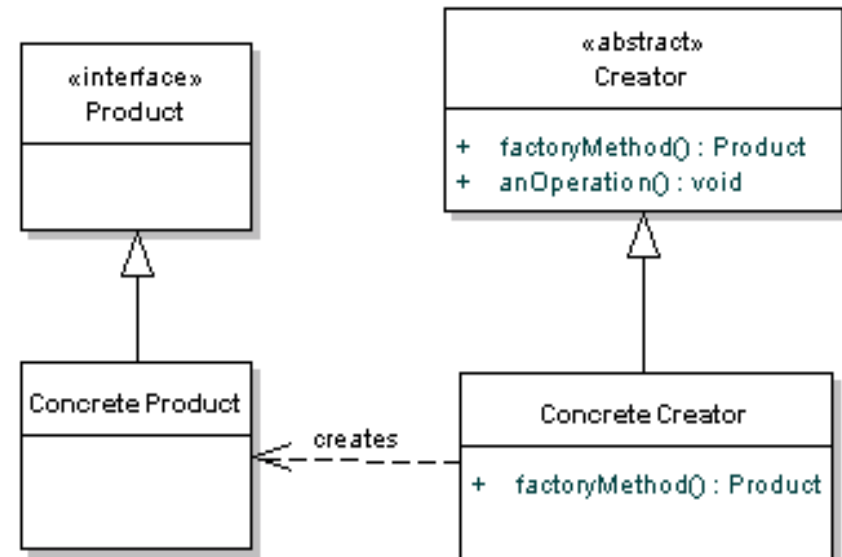 «interface»
Product
«abstract»
Creator
+ factoryMethod() : Product
+ anOperation() : void
Concrete Product
creates
Concrete Creator
+ factoryMethod() : Product